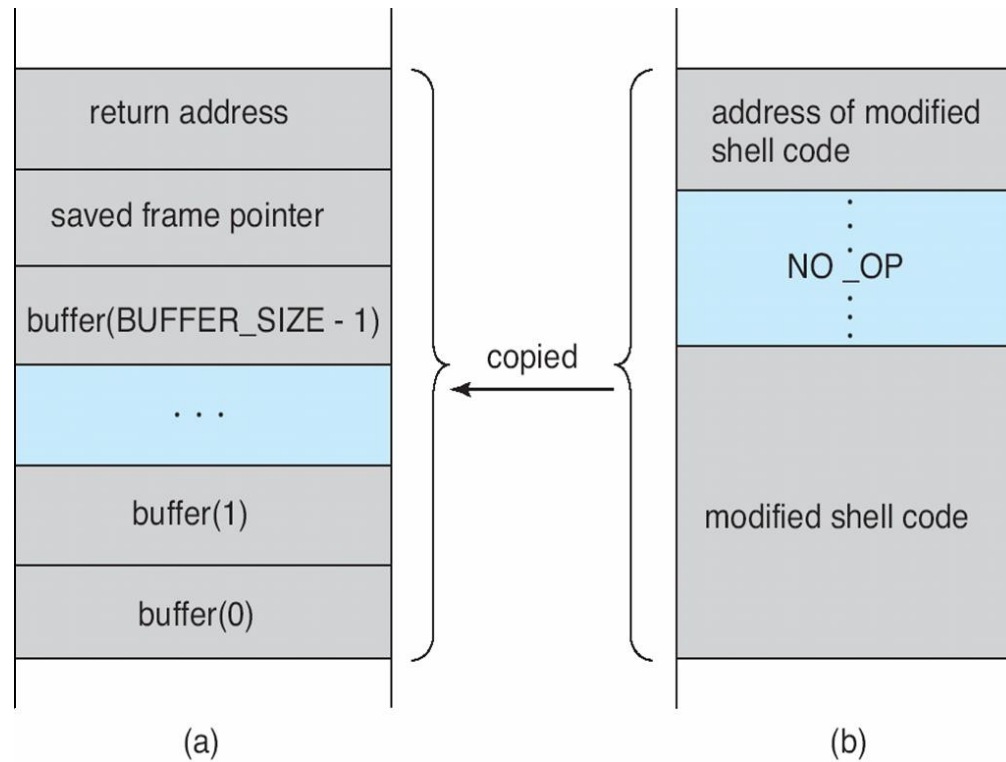 return address
saved frame pointer
buffer(BUFFER_SIZE - 1)
. . .
buffer(1)
buffer(0)
(a)
copied
address of modified
shell code
NO _OP
modified shell code
(b)